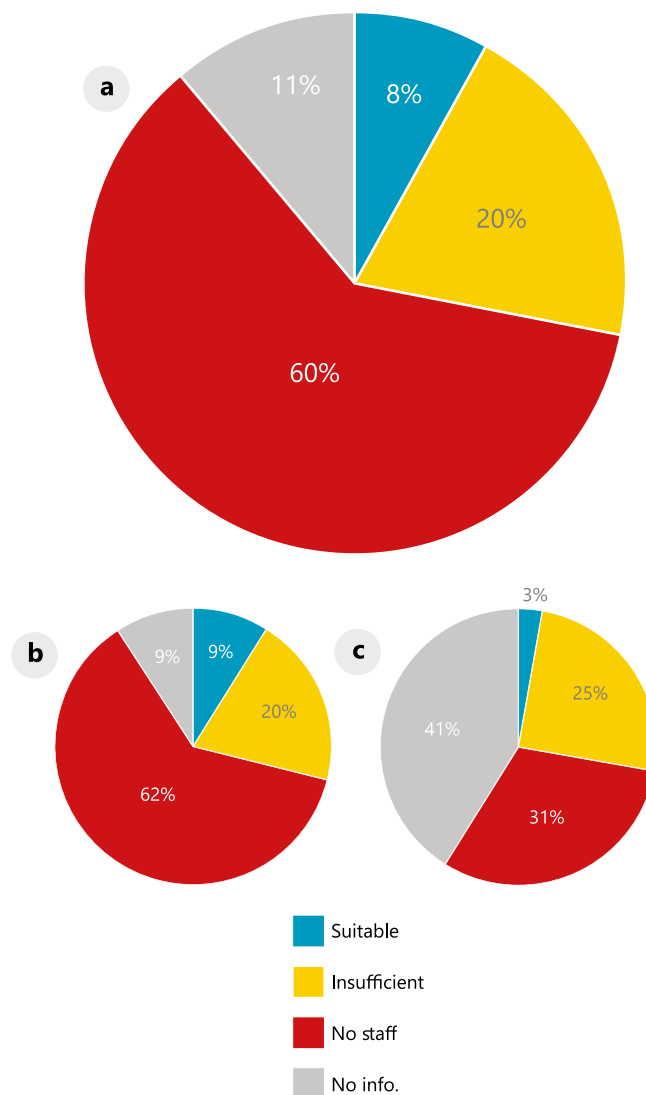 a
11%
8%
20%
60%
b
9%
9%
20%
62%
c
3%
25%
41%
31%
Suitable
Insufficient
No staff
No info.